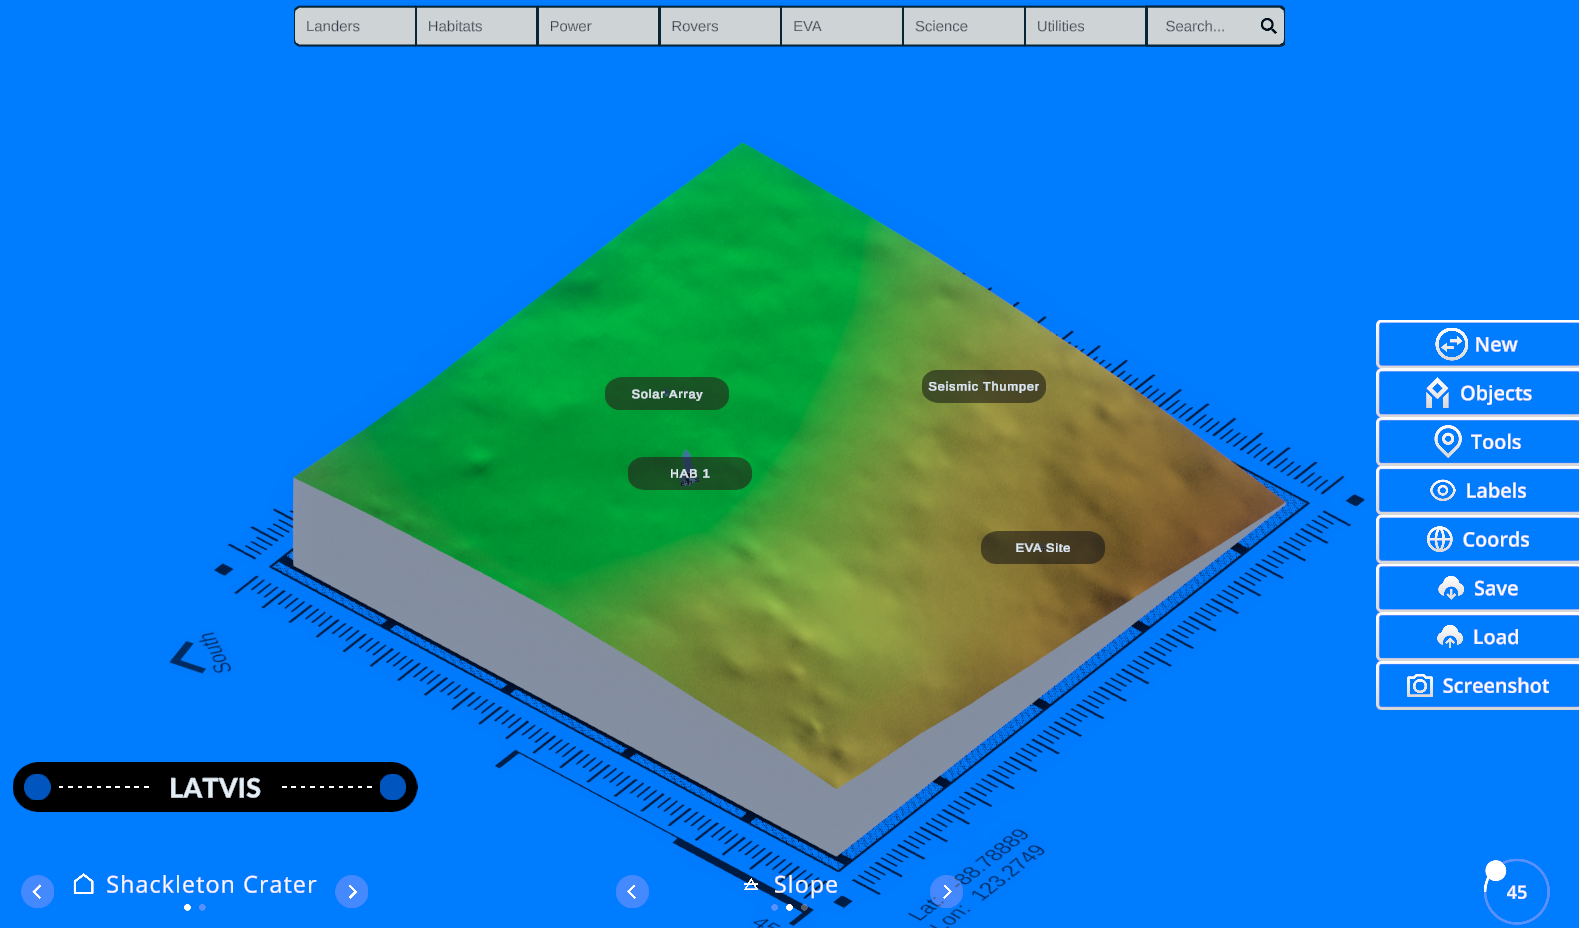 Landers
Habitats
Power
Rovers
EVA
Science
Utilities
Search...
Solar Array
Seismic Thumper
HAB 1
EVA Site
New
Objects
Tools
Labels
Coords
Save
Load
Screenshot
South
LATVIS
Shackleton Crater
Slope
-88.78889
Lon: 123.2749
45